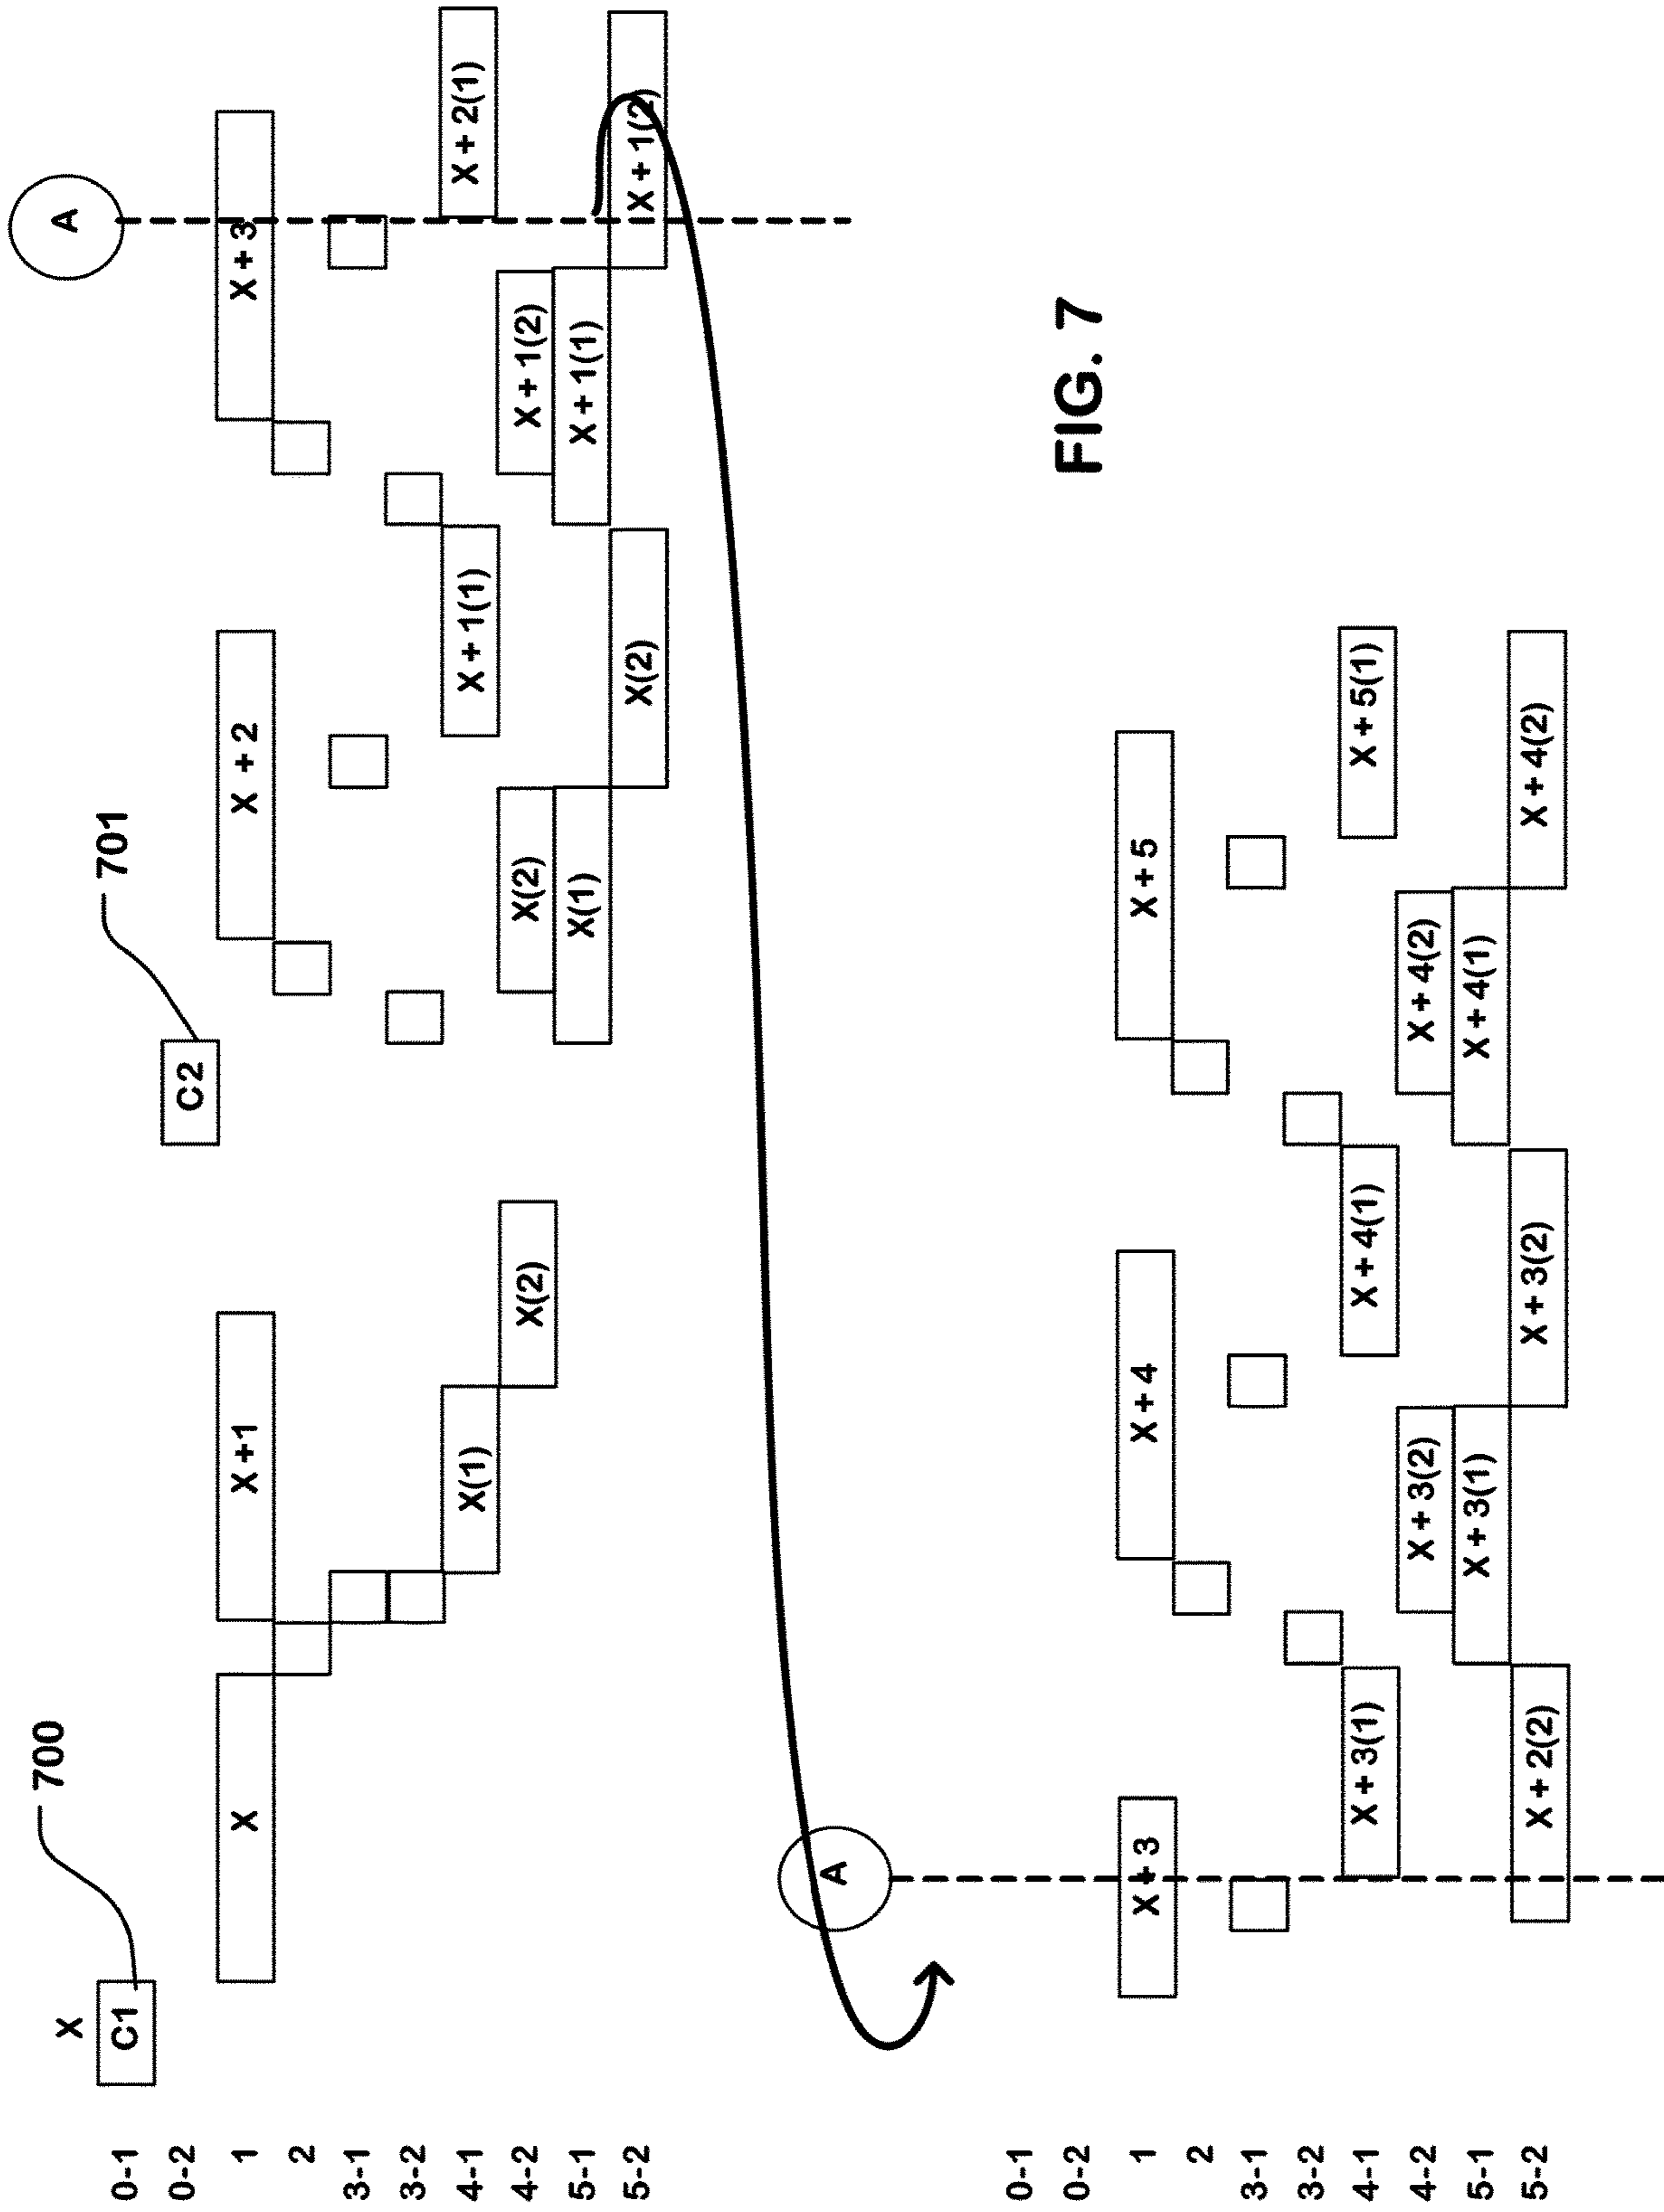 700
X A
701
0-1 C1
0-2 C2
1 X X+1 X +2 X + 3
2
3-1
3-2
4-1 X(1) X + 1(1) X + 2(1)
4-2 X(2) X(2) X + 1(2)
5-1 X(1) X + 1(1)
5-2 X(2) X + 1(2)
A
0-1
0-2
FIG. 7
1 X + 3 X + 4 X + 5
2
3-1
3-2
4-1 X + 3(1) X + 4(1) X + 5(1)
4-2 X + 3(2) X + 4(2)
5-1 X + 3(1) X + 4(1)
5-2 X + 2(2) X + 3(2) X + 4(2)